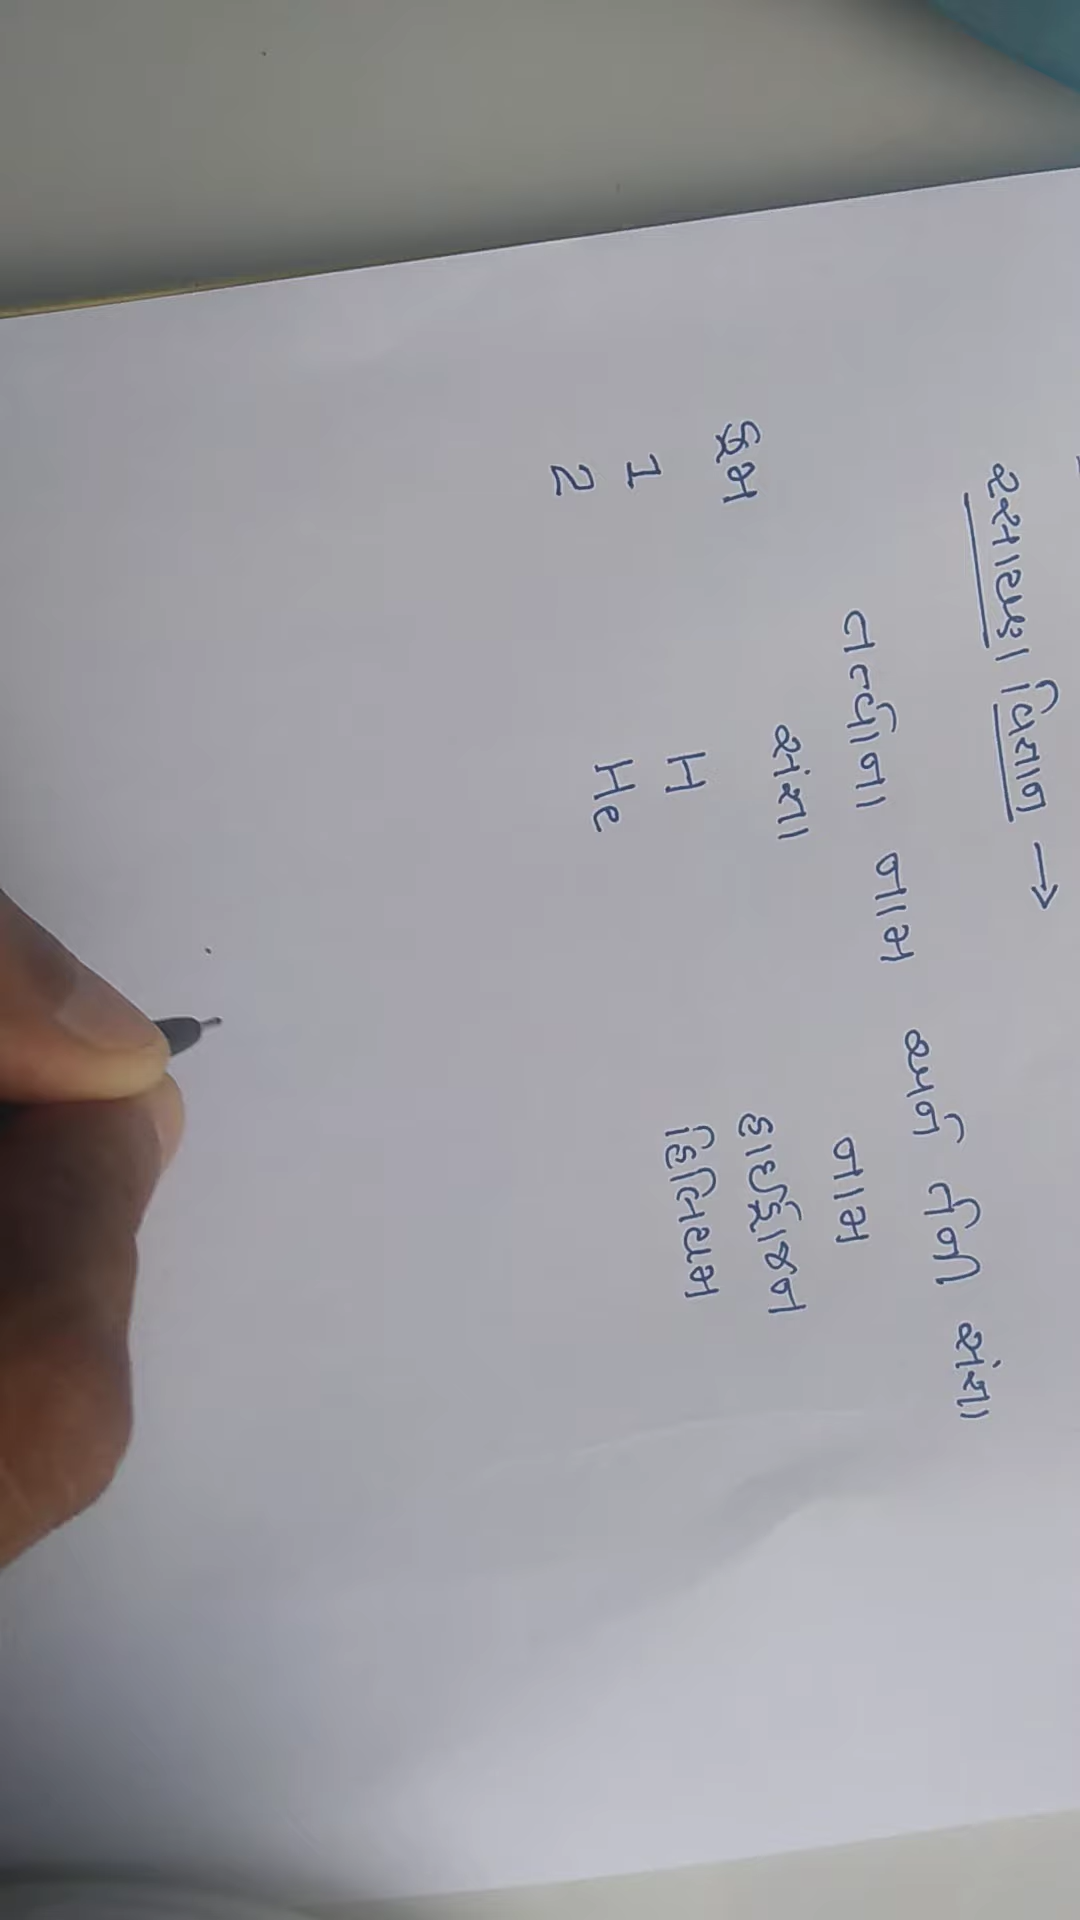 રસાયણ વિજ્ઞાન →
તત્વોના નામ અને તેની સંજ્ઞા
ક્રમ સંજ્ઞા નામ
1 H હાઈડ્રોજન
2 He હિલિયમ